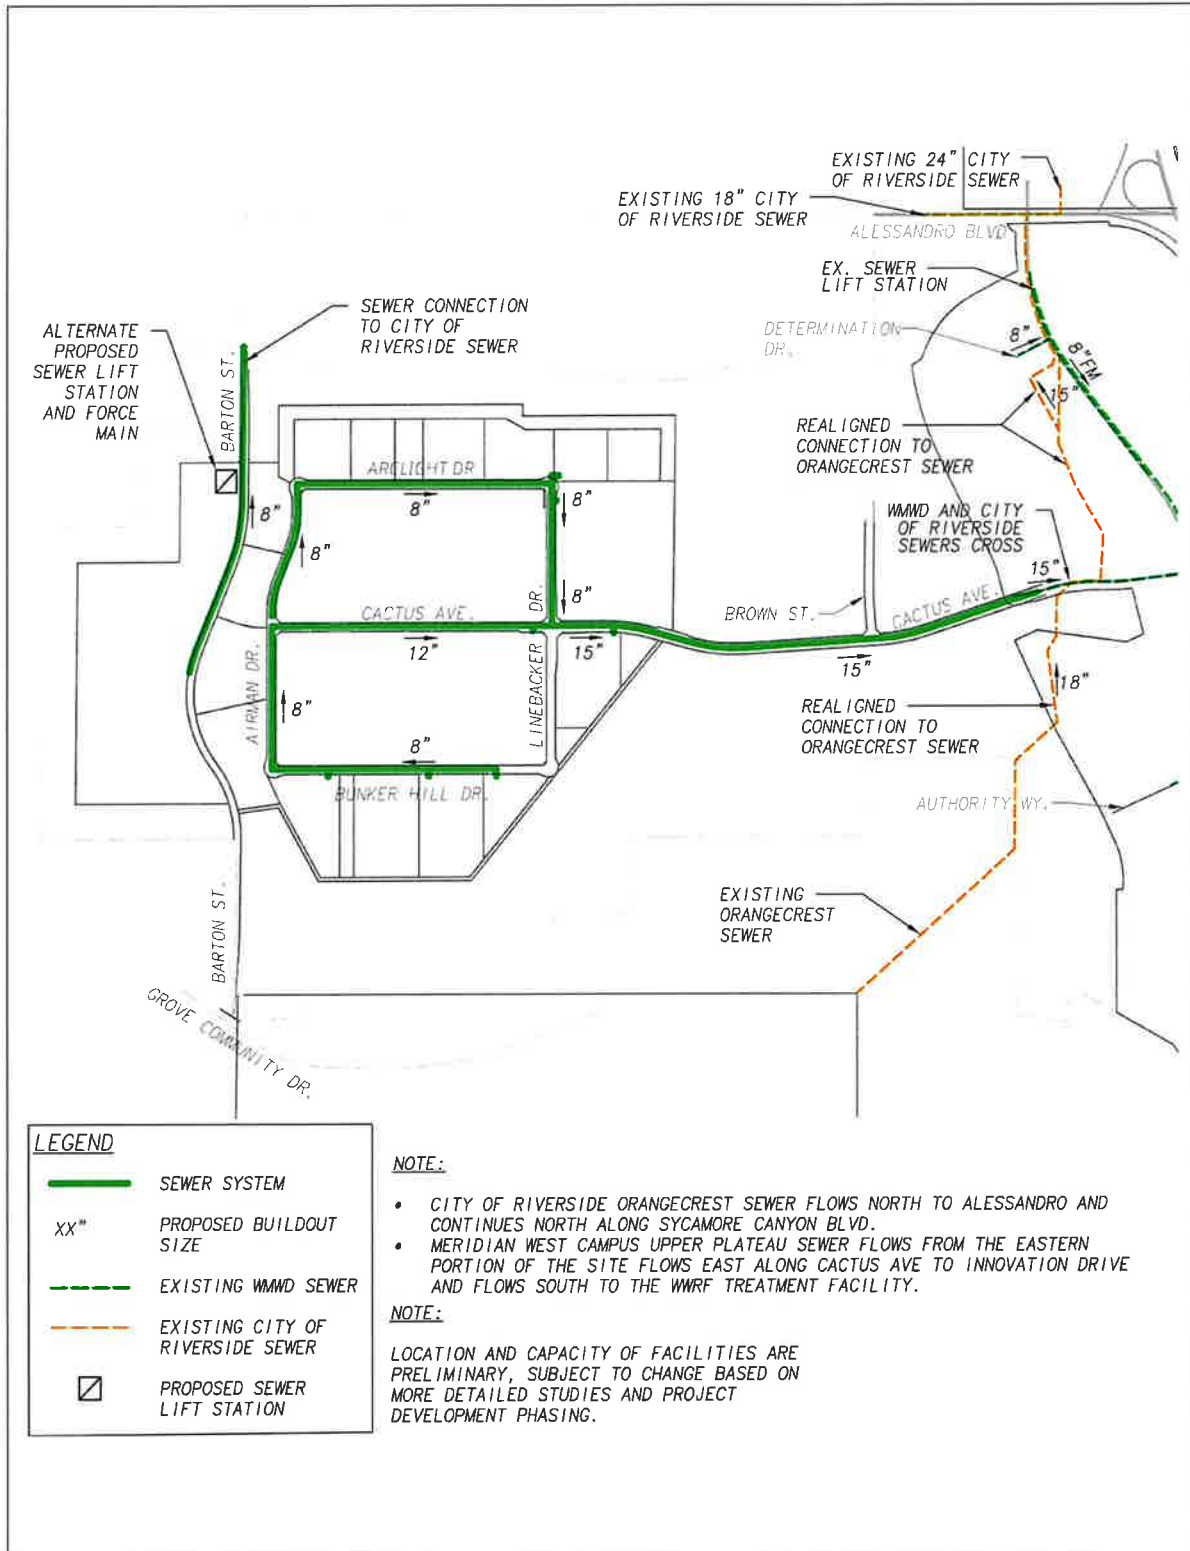 EXISTING 24" CITY
OF RIVERSIDE SEWER
EXISTING 18" CITY
OF RIVERSIDE SEWER
ALESSANDRO BLVD
EX. SEWER
LIFT STATION
DETERMINATION
DR.
8"
8"FM
15"
REALIGNED
CONNECTION TO
ORANGECREST SEWER
SEWER CONNECTION
TO CITY OF
RIVERSIDE SEWER
ALTERNATE
PROPOSED
SEWER LIFT
STATION
AND FORCE
MAIN
BARTON ST.
ARCLIGHT DR
8"
8"
8"
8"
8"
WMWD AND CITY
OF RIVERSIDE
SEWERS CROSS
15"
CACTUS AVE.
BROWN ST.
CACTUS AVE.
12"
15"
15"
LINEBACKER DR.
AIRMAN DR.
8"
8"
BUNKER HILL DR.
18"
REALIGNED
CONNECTION TO
ORANGECREST SEWER
AUTHORITY WY.
EXISTING
ORANGECREST
SEWER
BARTON ST.
GROVE COMMUNITY DR.
LEGEND
SEWER SYSTEM
XX" PROPOSED BUILDOUT
SIZE
EXISTING WMWD SEWER
EXISTING CITY OF
RIVERSIDE SEWER
PROPOSED SEWER
LIFT STATION
NOTE:
• CITY OF RIVERSIDE ORANGECREST SEWER FLOWS NORTH TO ALESSANDRO AND
CONTINUES NORTH ALONG SYCAMORE CANYON BLVD.
• MERIDIAN WEST CAMPUS UPPER PLATEAU SEWER FLOWS FROM THE EASTERN
PORTION OF THE SITE FLOWS EAST ALONG CACTUS AVE TO INNOVATION DRIVE
AND FLOWS SOUTH TO THE WWRF TREATMENT FACILITY.
NOTE:
LOCATION AND CAPACITY OF FACILITIES ARE
PRELIMINARY, SUBJECT TO CHANGE BASED ON
MORE DETAILED STUDIES AND PROJECT
DEVELOPMENT PHASING.